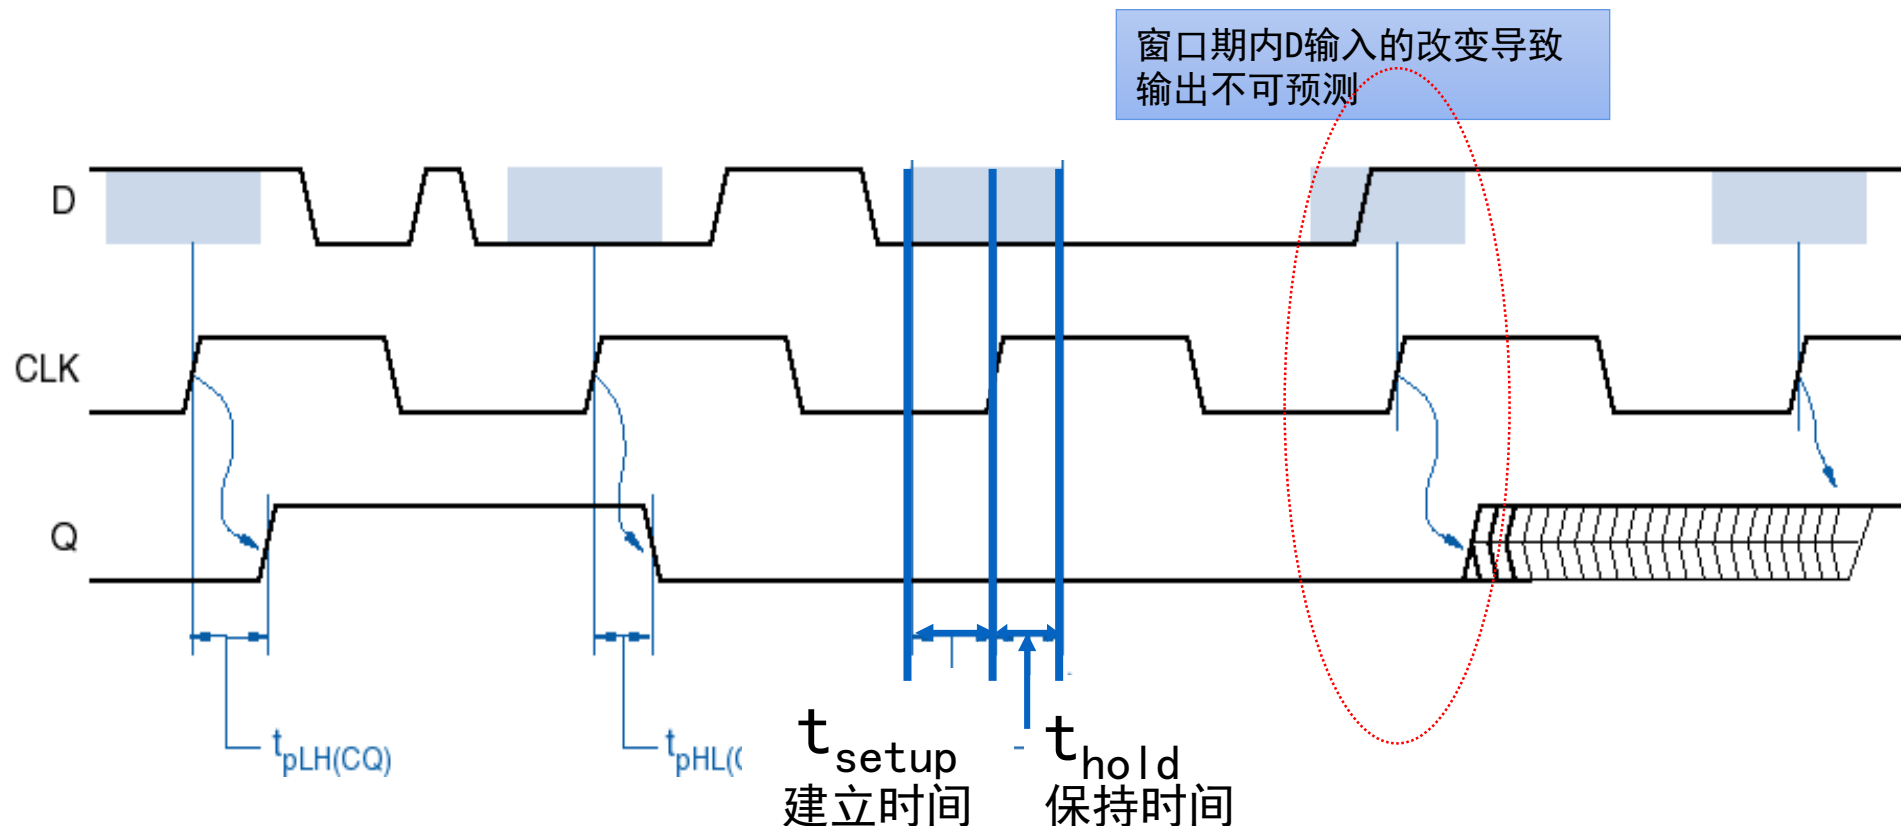 窗口期内D输入的改变导致
输出不可预测
D
CLK
Q
tpLH(CQ)
tpHL(C
tsetup
建立时间
thold
保持时间